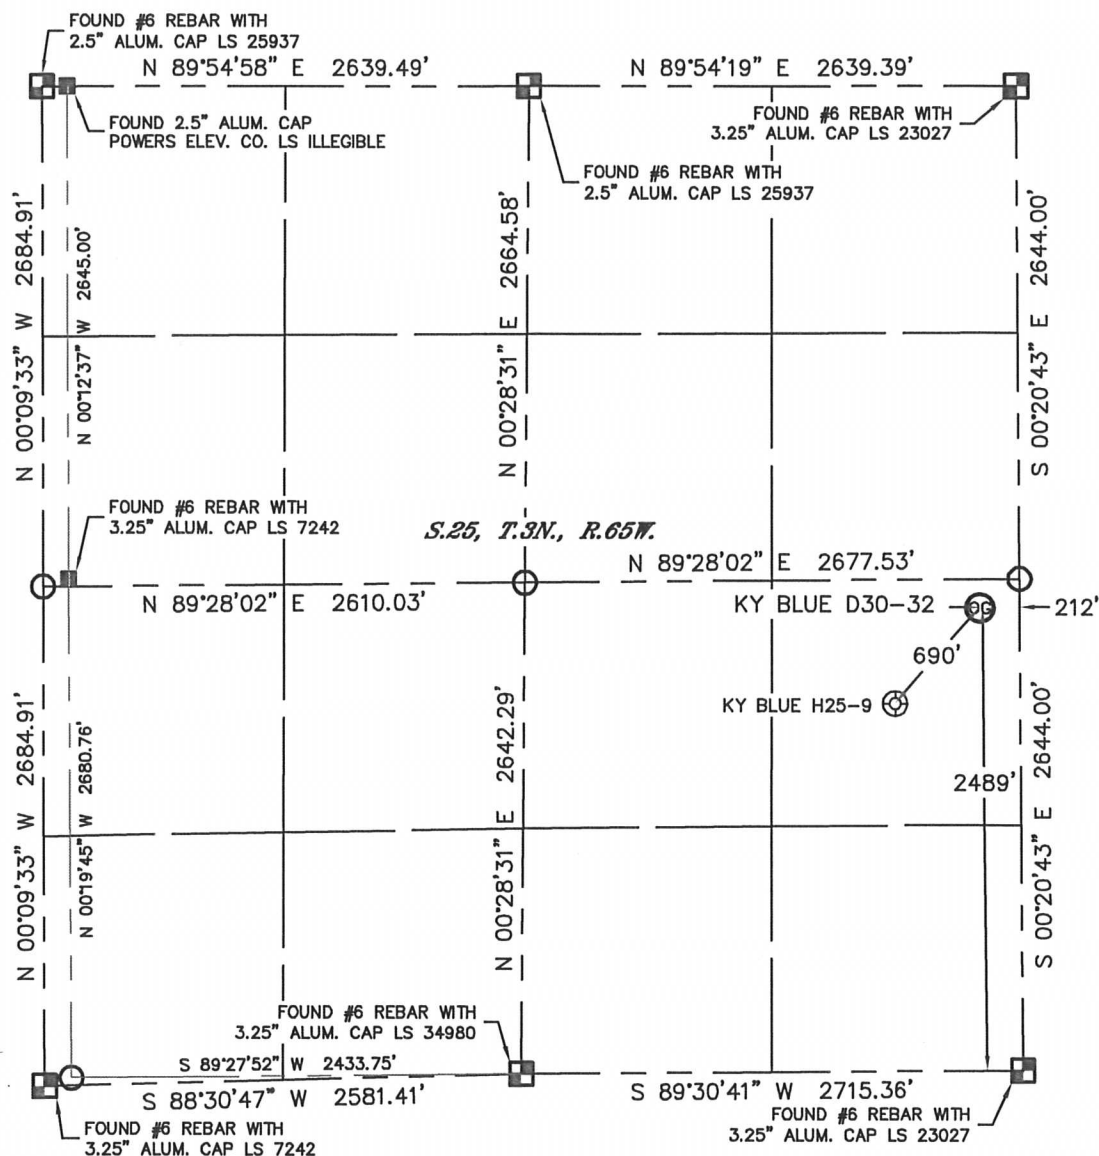 FOUND #6 REBAR WITH
2.5" ALUM. CAP LS 25937
N 89°54'58" E 2639.49'
N 89°54'19" E 2639.39'
FOUND #6 REBAR WITH
3.25" ALUM. CAP LS 23027
FOUND 2.5" ALUM. CAP
POWERS ELEV. CO. LS ILLEGIBLE
FOUND #6 REBAR WITH
2.5" ALUM. CAP LS 25937
N 00°09'33" W 2684.91'
N 00°12'37" W 2645.00'
N 00°28'31" E 2664.58'
S 00°20'43" E 2644.00'
FOUND #6 REBAR WITH
3.25" ALUM. CAP LS 7242
S.25, T.3N., R.65W.
N 89°28'02" E 2677.53'
N 89°28'02" E 2610.03'
KY BLUE D30-32
OG
212'
690'
KY BLUE H25-9
2489'
N 00°09'33" W 2684.91'
N 00°19'45" W 2680.76'
N 00°28'31" E 2642.29'
S 00°20'43" E 2644.00'
FOUND #6 REBAR WITH
3.25" ALUM. CAP LS 34980
S 89°27'52" W 2433.75'
S 88°30'47" W 2581.41'
S 89°30'41" W 2715.36'
FOUND #6 REBAR WITH
3.25" ALUM. CAP LS 23027
FOUND #6 REBAR WITH
3.25" ALUM. CAP LS 7242